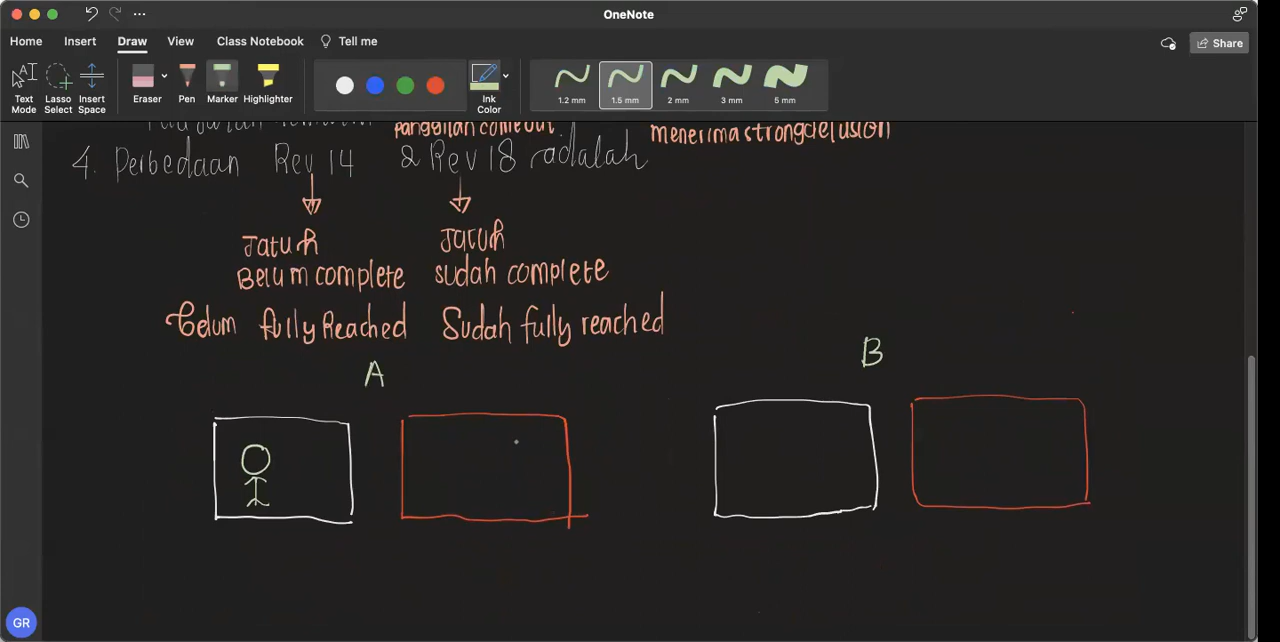 OneNote
Home Insert Draw View Class Notebook Tell me
Share
Text Mode
Lasso Select
Insert Space
Eraser
Pen
Marker
Highlighter
Ink Color
1.2 mm
1.5 mm
2 mm
3 mm
5 mm
panggilan come out
menerima strong delusion
4. Perbedaan Rev 14 & Rev 18 adalah
Jatuh Jatuh
Belum complete sudah complete
Belum fully Reached Sudah fully reached
A B
GR